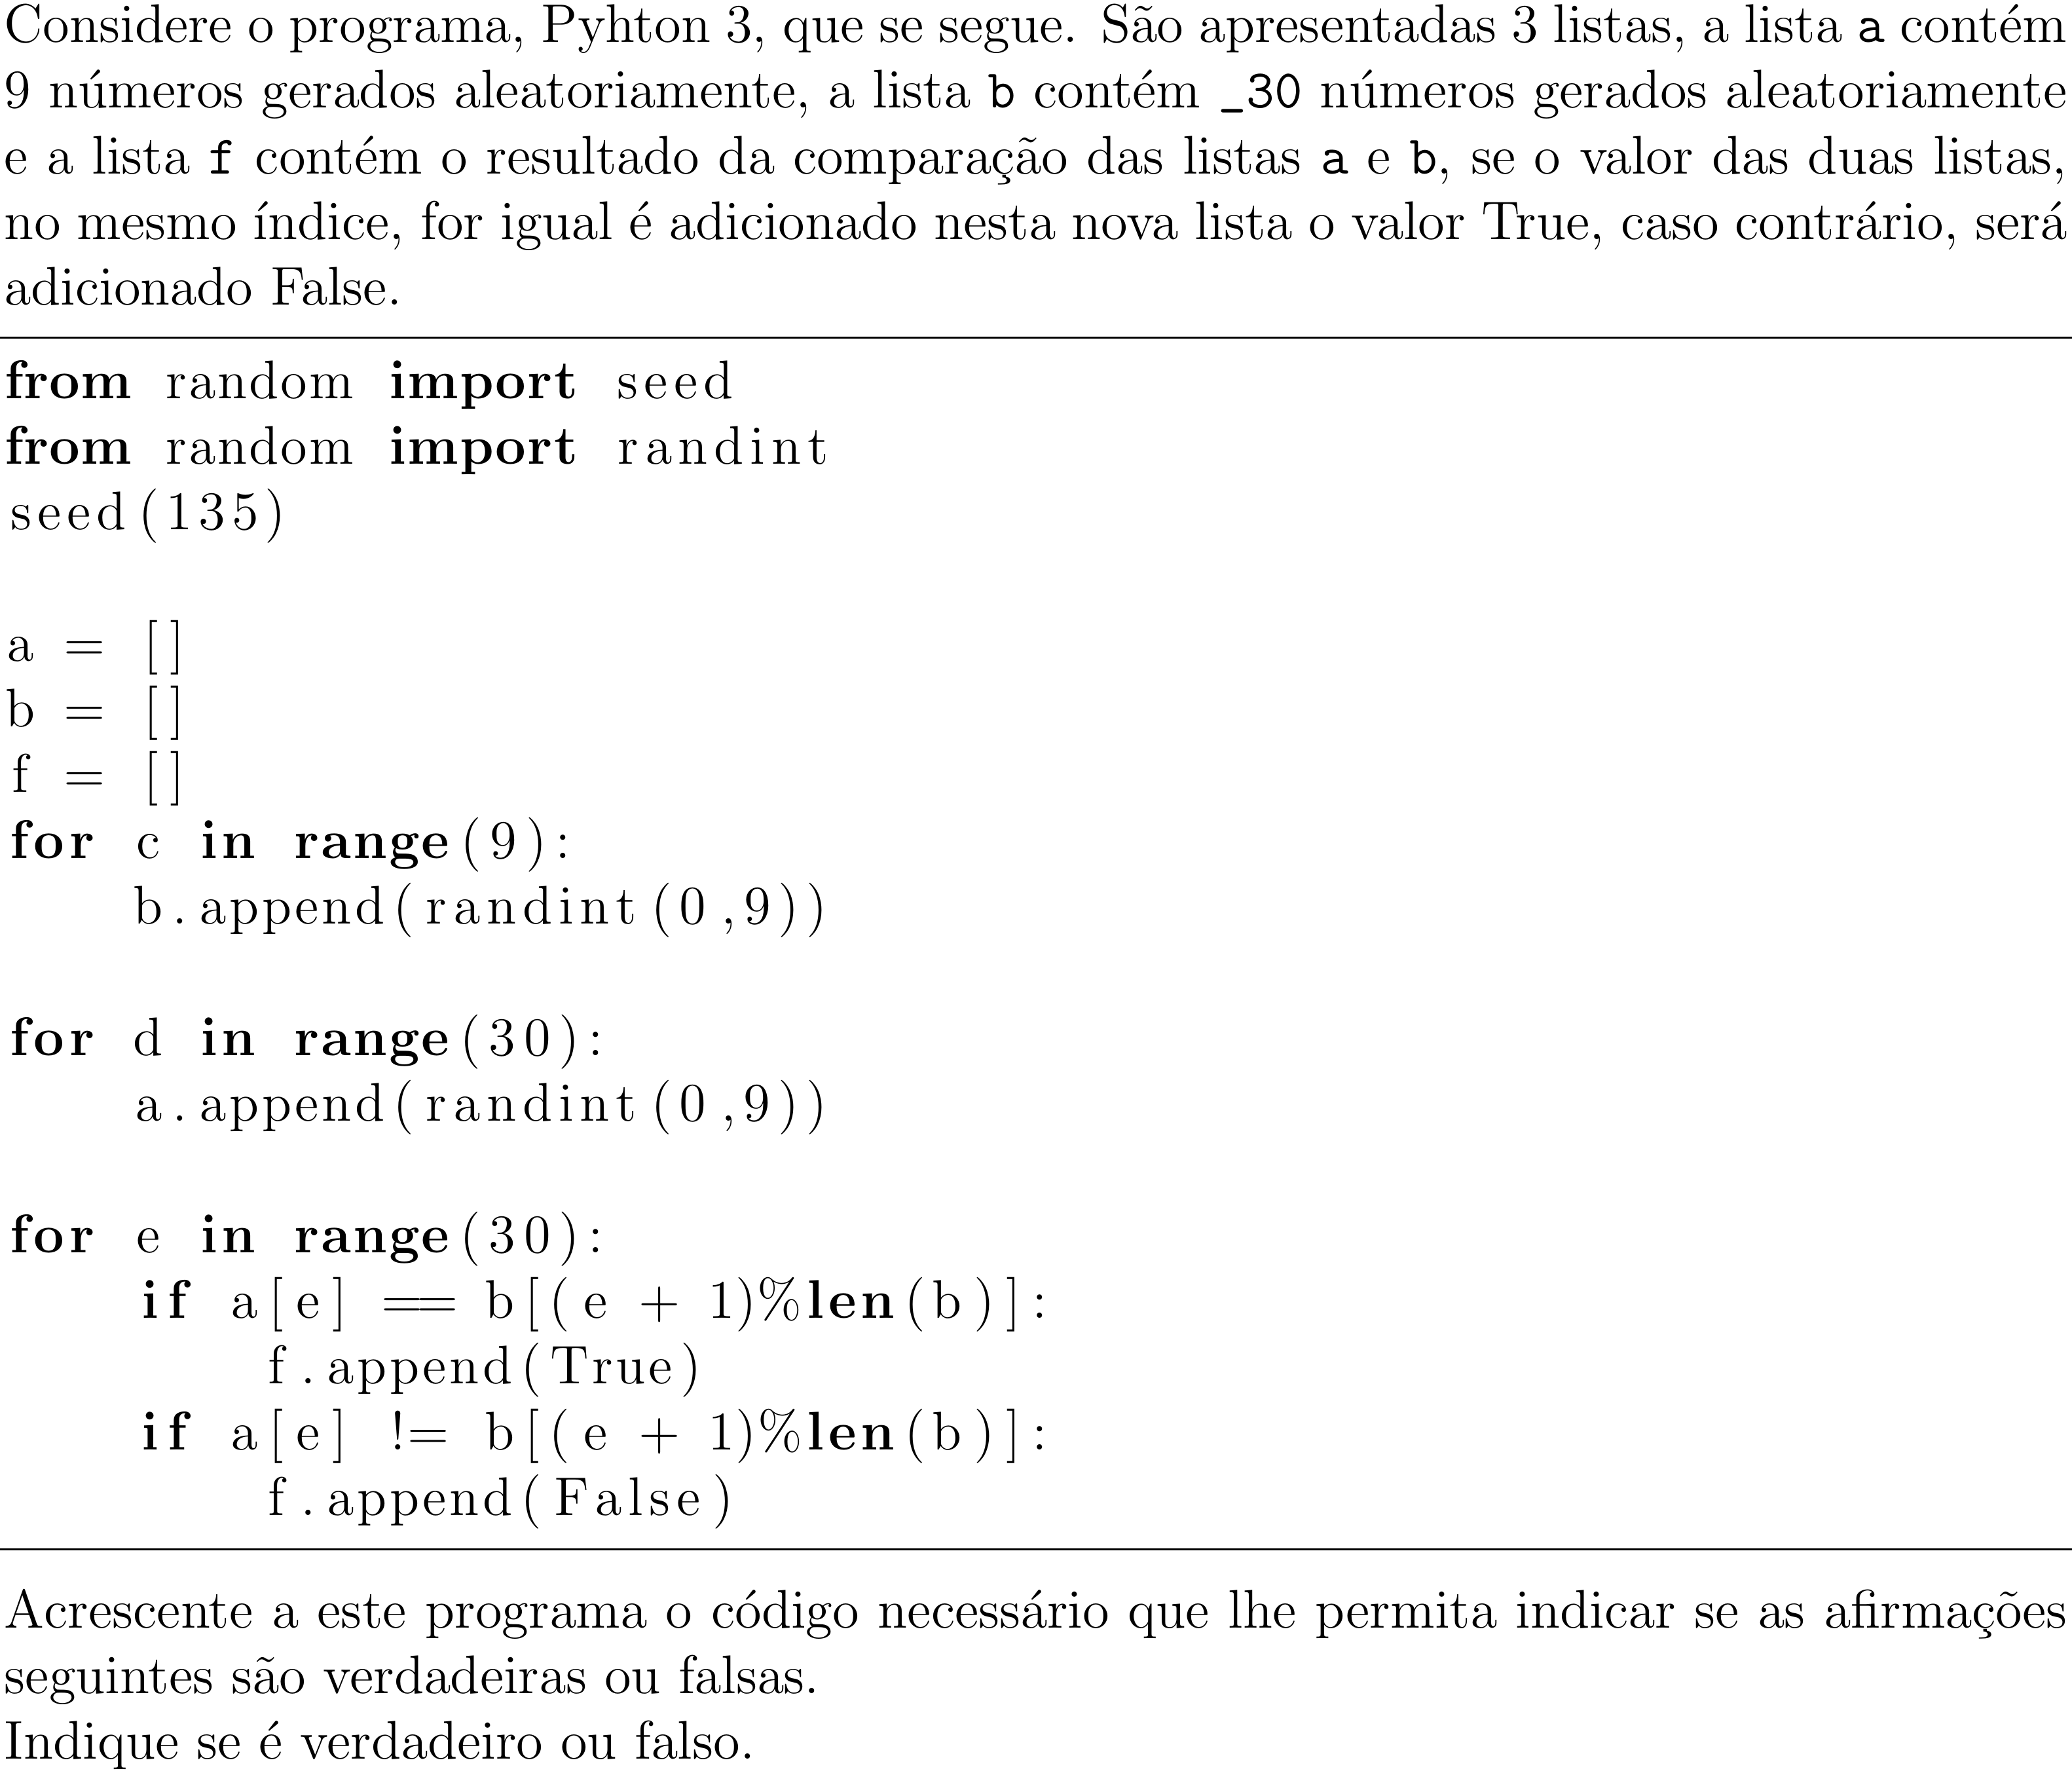 Considere o programa, Pyhton 3, que se segue. São apresentadas 3 listas, a lista a contém
9 números gerados aleatoriamente, a lista b contém _30 números gerados aleatoriamente
e a lista f contém o resultado da comparação das listas a e b, se o valor das duas listas,
no mesmo índice, for igual é adicionado nesta nova lista o valor True, caso contrário, será
adicionado False.
from random import seed
from random import randint
seed(135)
a = []
b = []
f = []
for c in range(9):
    b.append(randint(0,9))
for d in range(30):
    a.append(randint(0,9))
for e in range(30):
    if a[e] == b[(e + 1)%len(b)]:
        f.append(True)
    if a[e] != b[(e + 1)%len(b)]:
        f.append(False)
Acrescente a este programa o código necessário que lhe permita indicar se as afirmações
seguintes são verdadeiras ou falsas.
Indique se é verdadeiro ou falso.